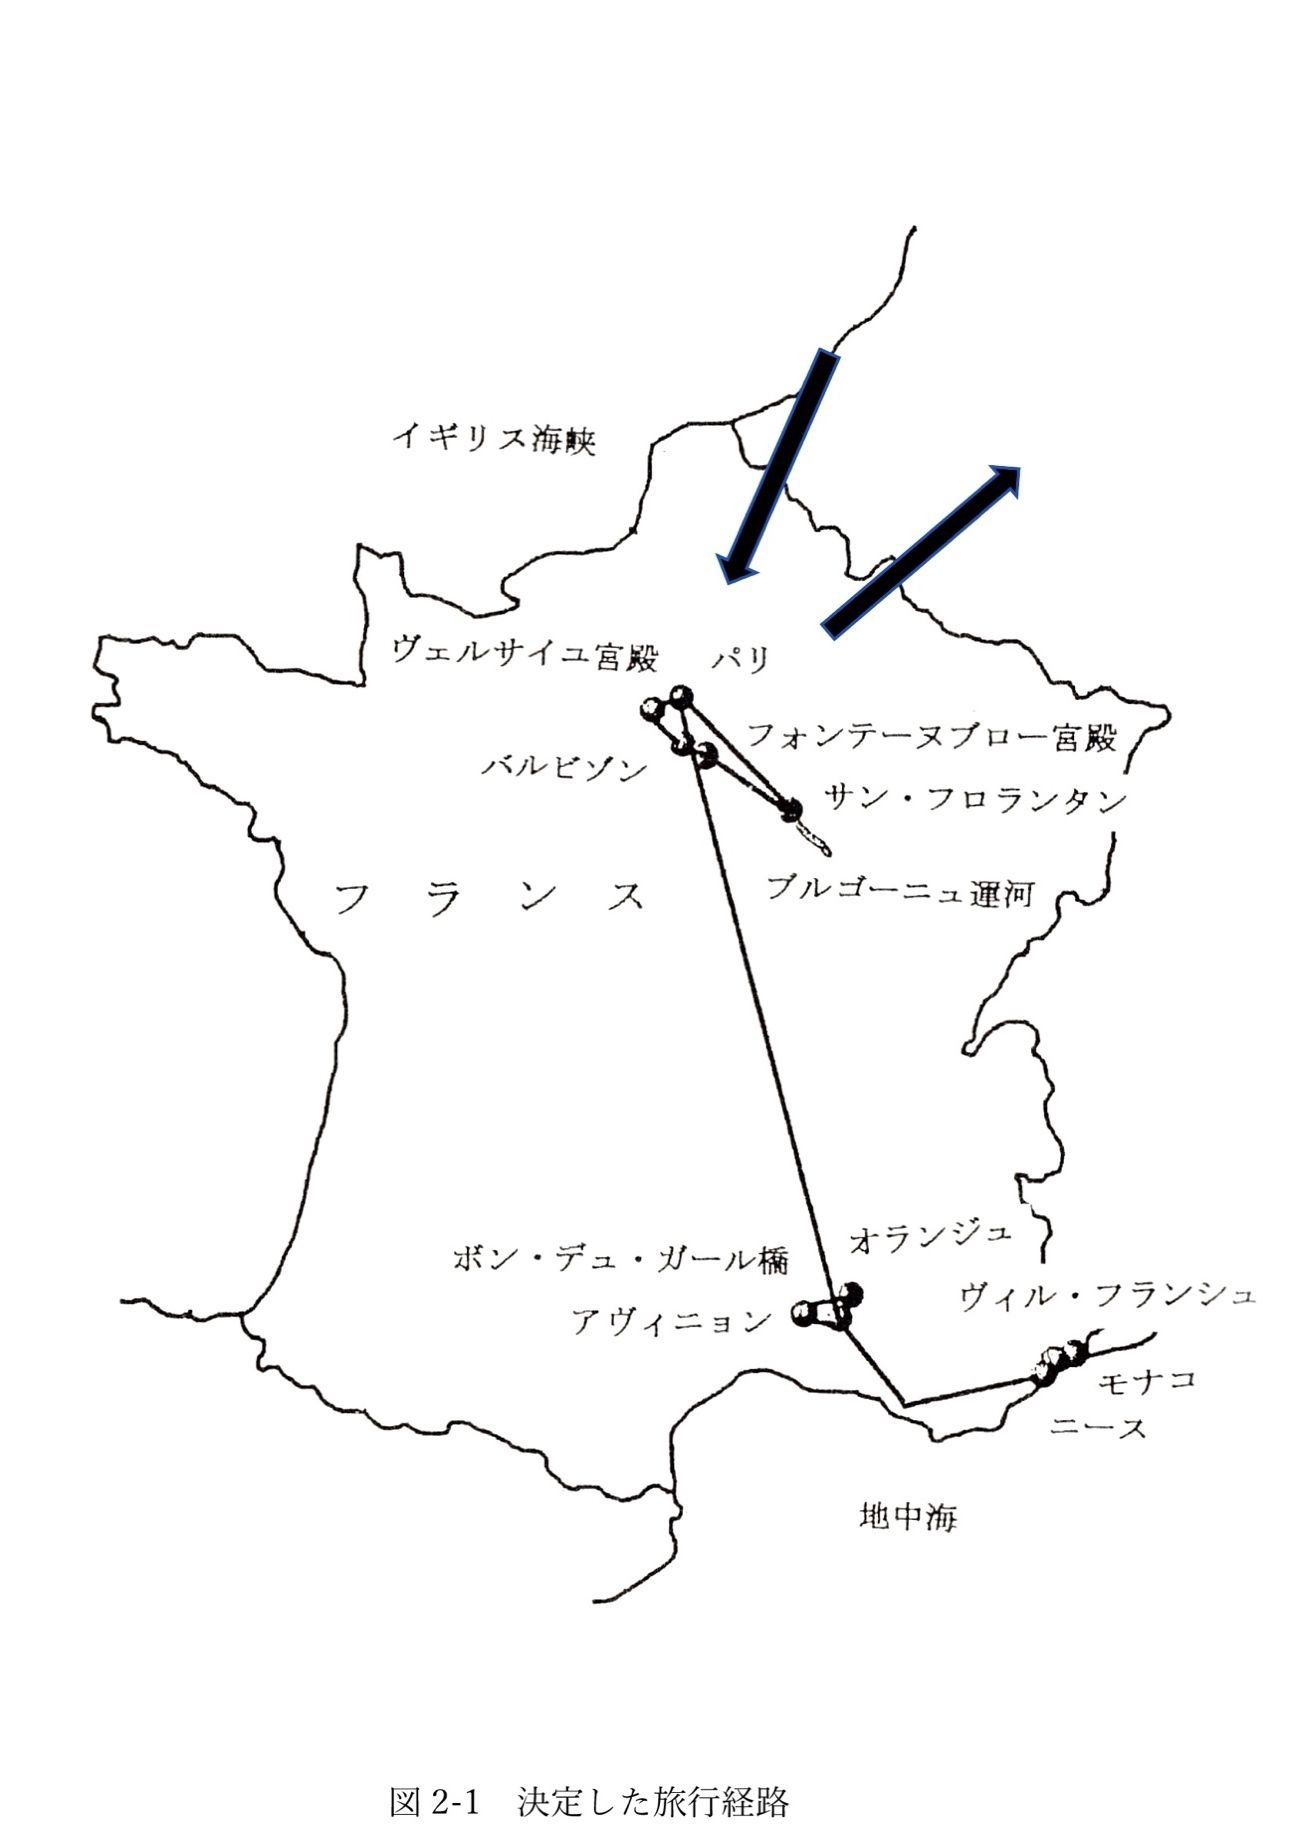 イギリス海峡
ヴェルサイユ宮殿
パリ
フォンテーヌブロー宮殿
バルビゾン
サン・フロランタン
フランス
ブルゴーニュ運河
オランジュ
ボン・デュ・ガール橋
ヴィル・フランシュ
アヴィニョン
モナコ
ニース
地中海
図 2-1　決定した旅行経路